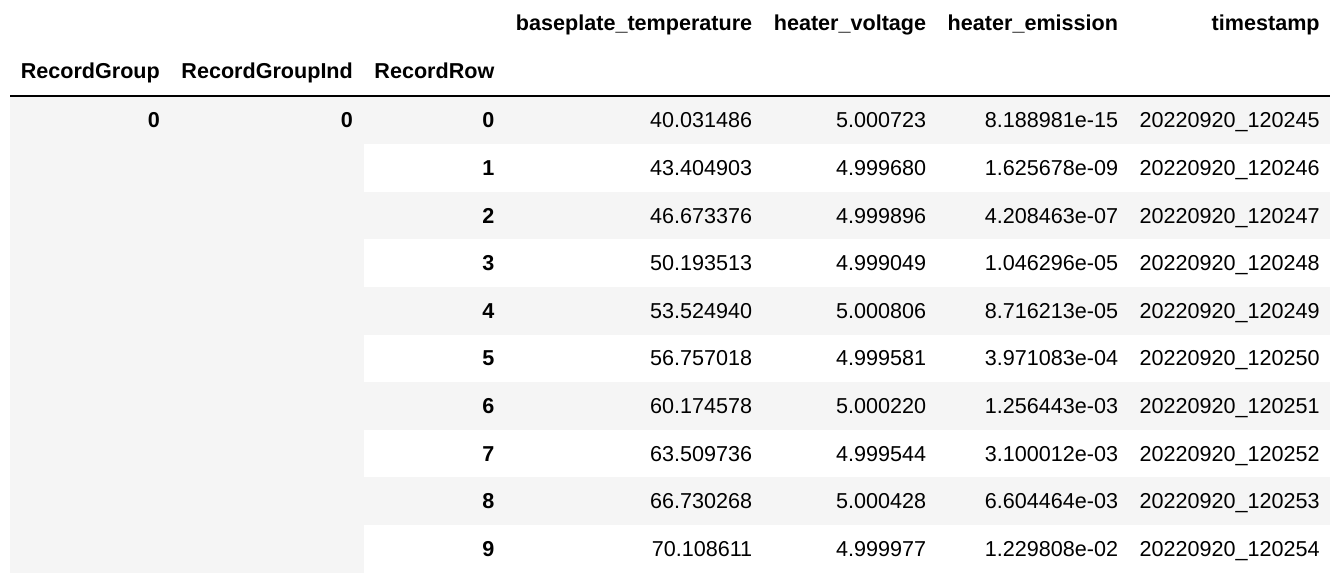 baseplate_temperature heater_voltage heater_emission timestamp
RecordGroup RecordGroupInd RecordRow
0 0 0 40.031486 5.000723 8.188981e-15 20220920_120245
1 43.404903 4.999680 1.625678e-09 20220920_120246
2 46.673376 4.999896 4.208463e-07 20220920_120247
3 50.193513 4.999049 1.046296e-05 20220920_120248
4 53.524940 5.000806 8.716213e-05 20220920_120249
5 56.757018 4.999581 3.971083e-04 20220920_120250
6 60.174578 5.000220 1.256443e-03 20220920_120251
7 63.509736 4.999544 3.100012e-03 20220920_120252
8 66.730268 5.000428 6.604464e-03 20220920_120253
9 70.108611 4.999977 1.229808e-02 20220920_120254